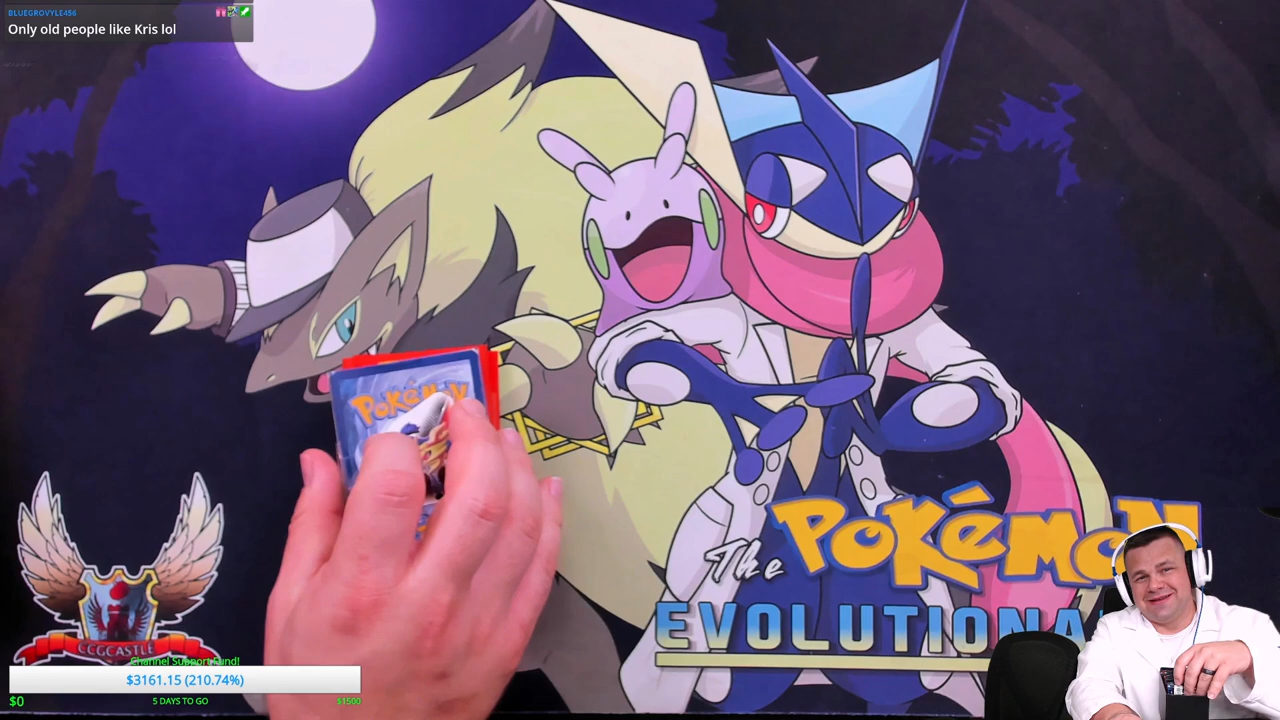 BLUEGROVYLE456
Only old people like Kris lol
POKéMON
The
POKéMO
EVOLUTIONA
CCGCASTLE
Channel Support Fund!
$3161.15 (210.74%)
$0
5 DAYS TO GO
$1500